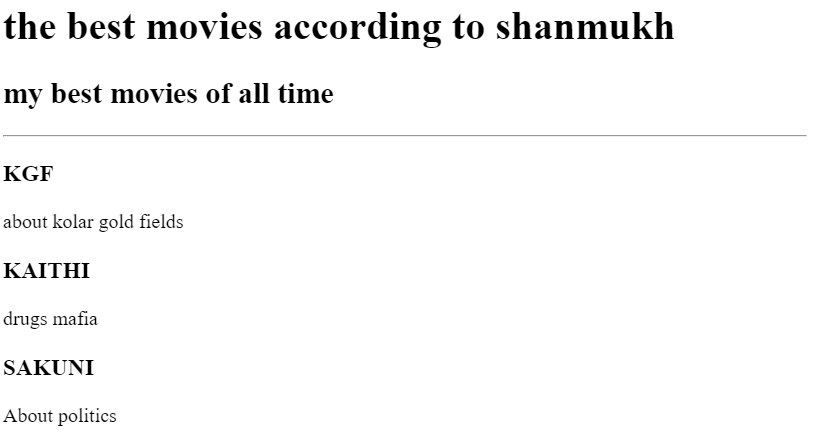 the best movies according to shanmukh
my best movies of all time
KGF
about kolar gold fields
KAITHI
drugs mafia
SAKUNI
About politics